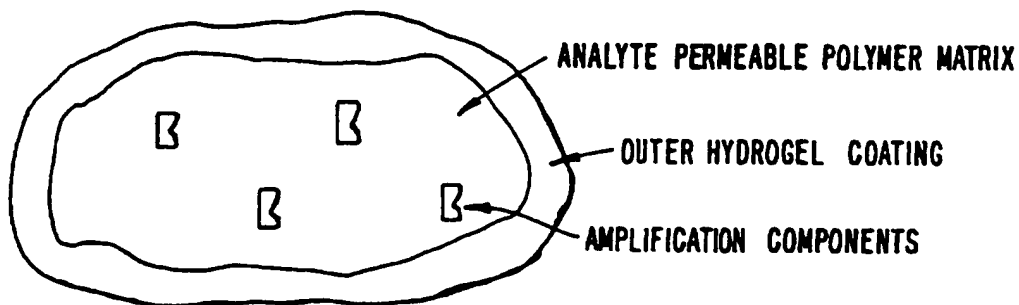 ANALYTE PERMEABLE POLYMER MATRIX
OUTER HYDROGEL COATING
AMPLIFICATION COMPONENTS